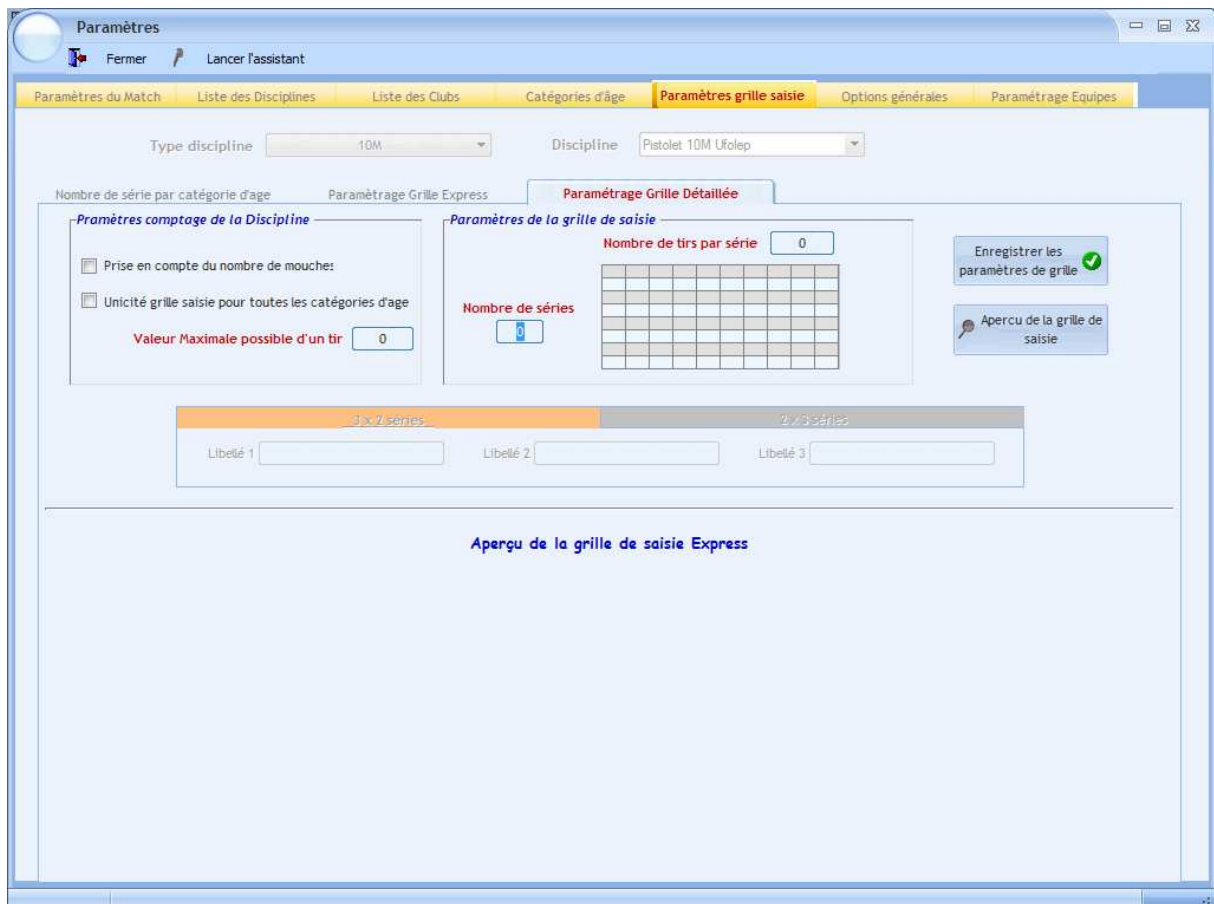 Paramètres
Fermer Lancer l'assistant
Paramètres du Match Liste des Disciplines Liste des Clubs Catégories d'âge Paramètres grille saisie Options générales Paramétrage Equipes
Type discipline 10M Discipline Pistolet 10M Ufolep
Nombre de série par catégorie d'age Paramètrage Grille Express Paramétrage Grille Détaillée
Pramètres comptage de la Discipline Paramètres de la grille de saisie
Nombre de tirs par série 0
Prise en compte du nombre de mouches
Unicité grille saisie pour toutes les catégories d'age
Valeur Maximale possible d'un tir 0
Nombre de séries
0
Enregistrer les
paramètres de grille
Apercu de la grille de
saisie
3 x 2 séries 2 x 3 séries
Libellé 1 Libellé 2 Libellé 3
Aperçu de la grille de saisie Express